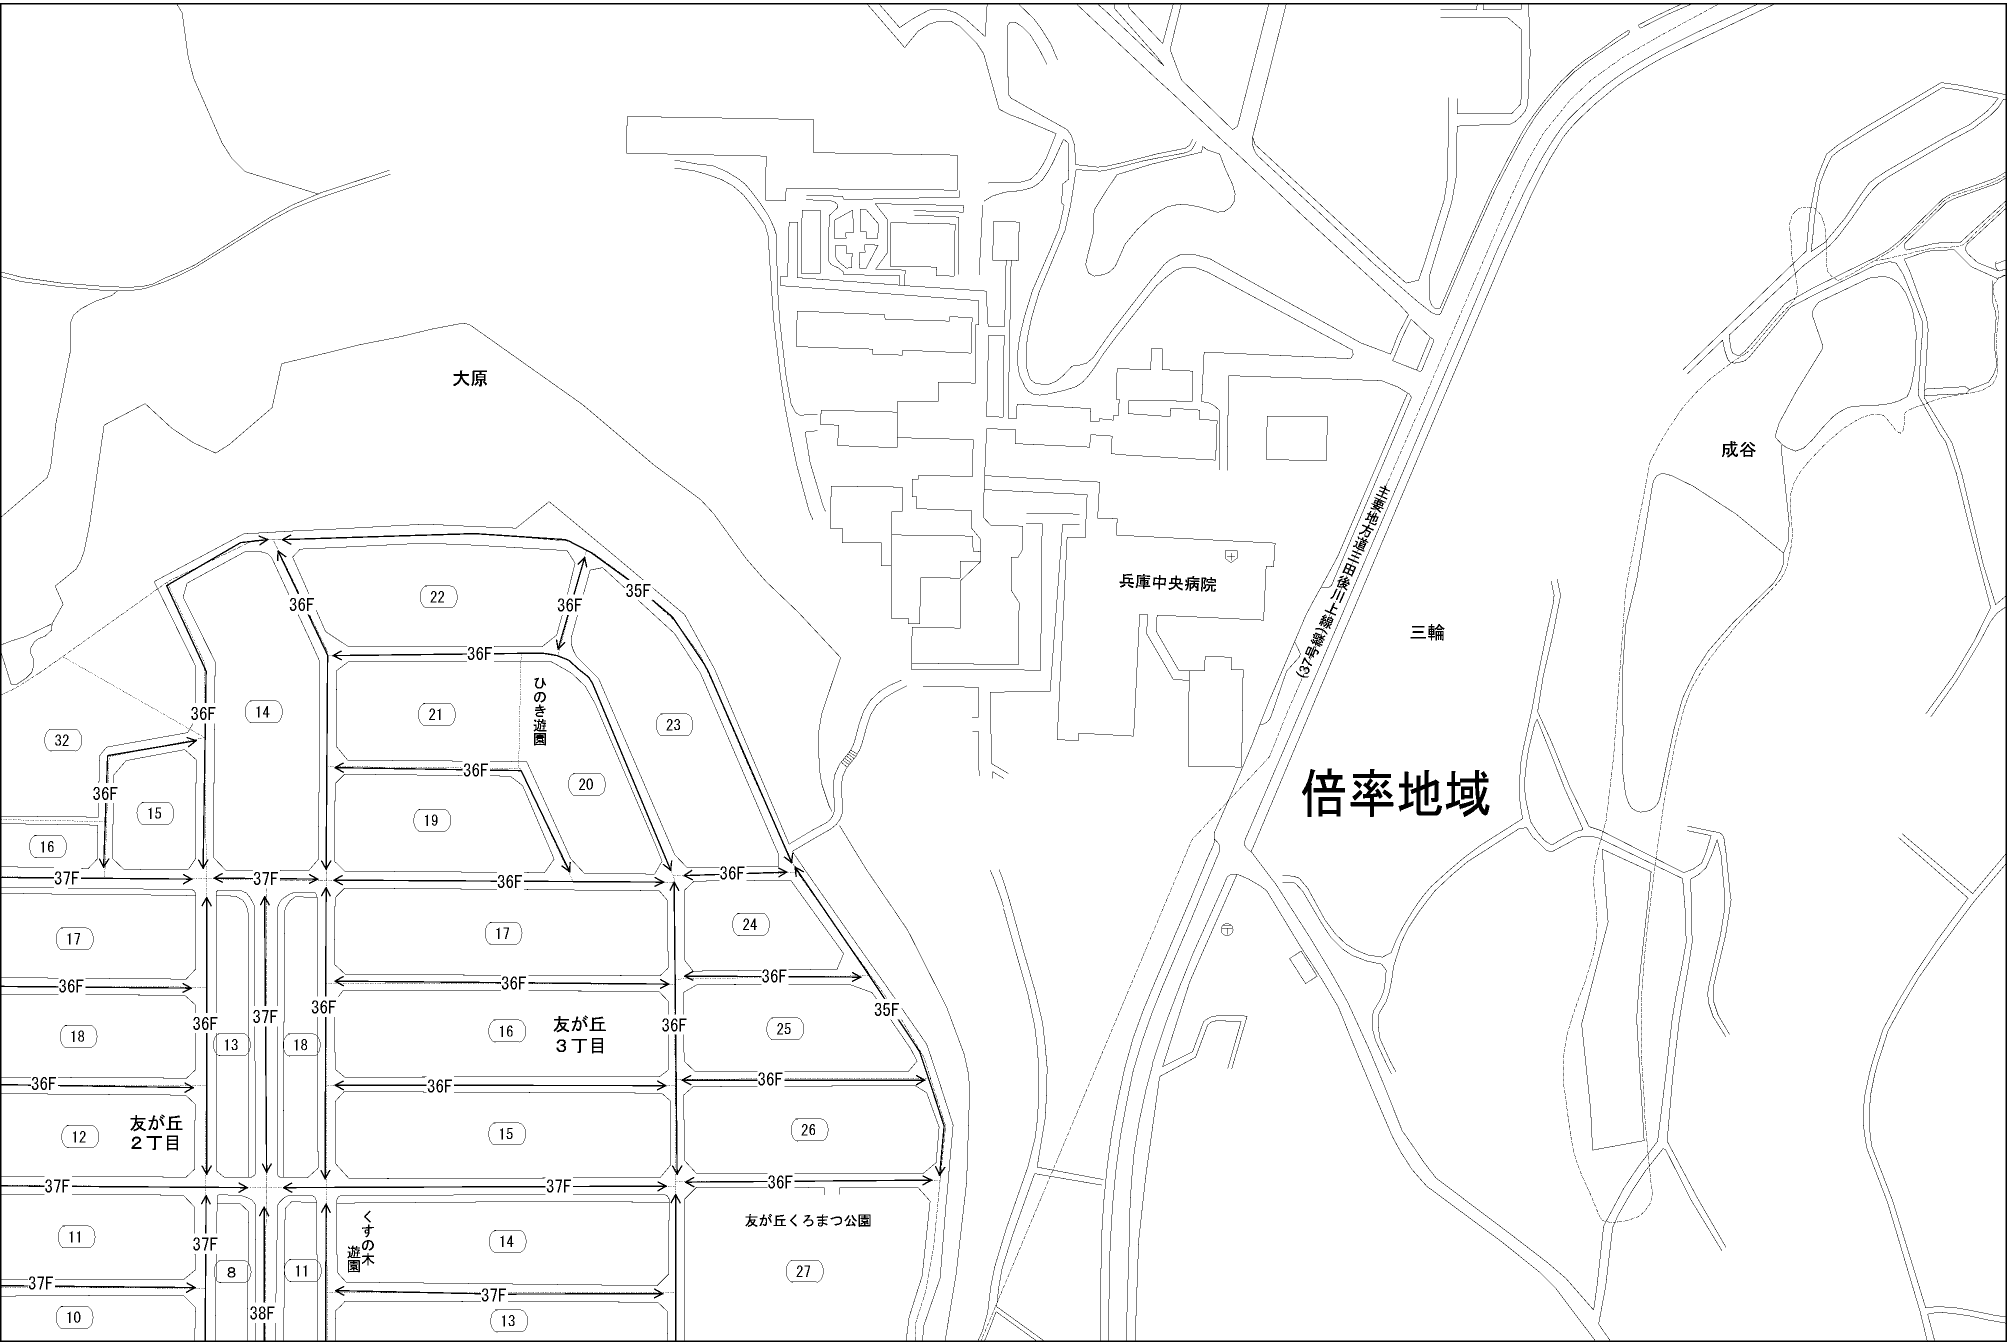 大原
成谷
主要地方道三田後川上線
(37号線)
35F
22
36F
36F
兵庫中央病院
三輪
36F
ひのき遊園
36F
14
21
23
32
36F
20
倍率地域
36F
15
19
16
37F
37F
36F
36F
17
17
24
36F
36F
36F
36F
37F
36F
35F
18
13
18
16
友が丘
3丁目
36F
25
36F
36F
36F
12
友が丘
2丁目
15
26
37F
37F
36F
11
37F
くすの木
遊園
14
友が丘くろまつ公園
8
11
27
37F
37F
10
38F
13